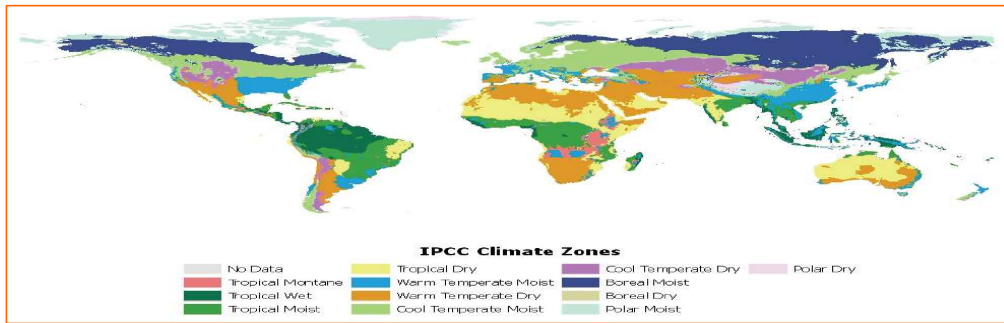 IPCC Climate Zones
No Data
Tropical Montane
Tropical Wet
Tropical Moist
Tropical Dry
Warm Temperate Moist
Warm Temperate Dry
Cool Temperate Moist
Cool Temperate Dry
Boreal Moist
Boreal Dry
Polar Moist
Polar Dry